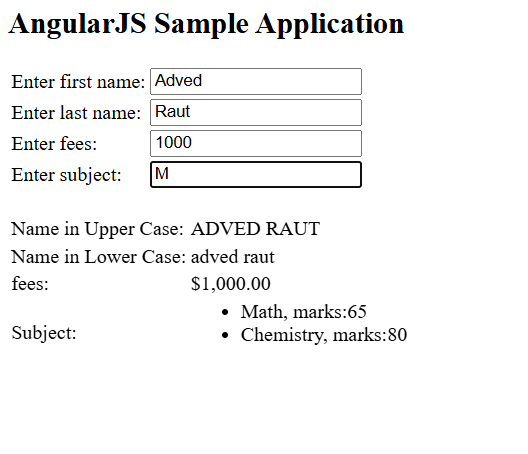 AngularJS Sample Application
Enter first name: Adved
Enter last name: Raut
Enter fees: 1000
Enter subject: M
Name in Upper Case: ADVED RAUT
Name in Lower Case: adved raut
fees: $1,000.00
• Math, marks:65
Subject:
• Chemistry, marks:80